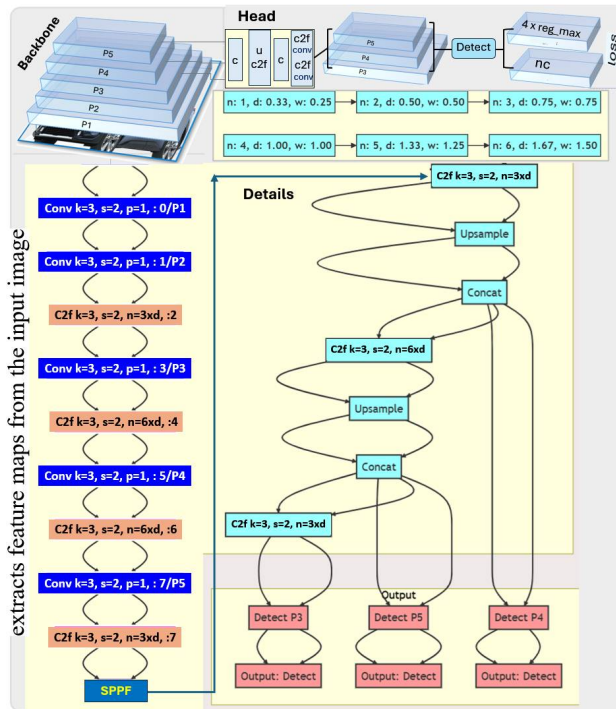 Backbone
P5
P4
P3
P2
P1
Head
c
u
c2f
c
c2f
conv
c2f
conv
P5
P4
P3
Detect
4 x reg_max
nc
loss
n: 1, d: 0.33, w: 0.25
n: 2, d: 0.50, w: 0.50
n: 3, d: 0.75, w: 0.75
n: 4, d: 1.00, w: 1.00
n: 5, d: 1.33, w: 1.25
n: 6, d: 1.67, w: 1.50
extracts feature maps from the input image
Conv k=3, s=2, p=1, : 0/P1
Conv k=3, s=2, p=1, : 1/P2
C2f k=3, s=2, n=3xd, :2
Conv k=3, s=2, p=1, : 3/P3
C2f k=3, s=2, n=6xd, :4
Conv k=3, s=2, p=1, : 5/P4
C2f k=3, s=2, n=6xd, :6
Conv k=3, s=2, p=1, : 7/P5
C2f k=3, s=2, n=3xd, :7
SPPF
Details
C2f k=3, s=2, n=3xd
Upsample
Concat
C2f k=3, s=2, n=6xd
Upsample
Concat
C2f k=3, s=2, n=3xd
Output
Detect P3
Detect P5
Detect P4
Output: Detect
Output: Detect
Output: Detect